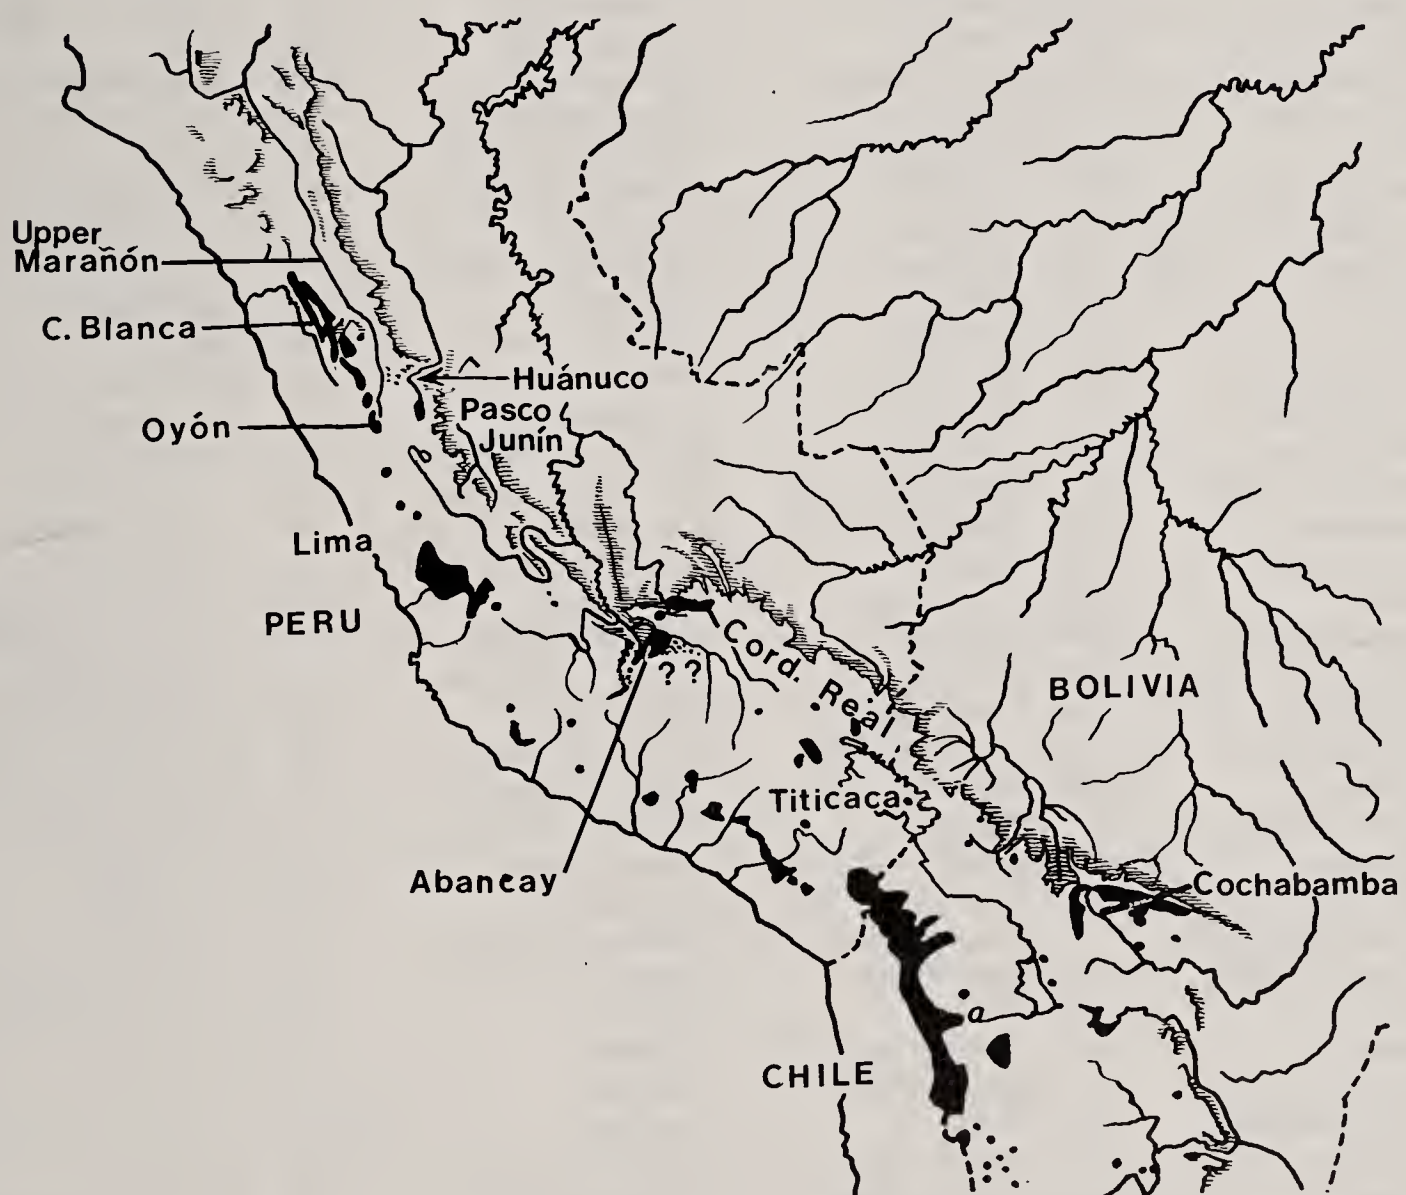 Upper
Marañón
C. Blanca
Huánuco
Oyón
Pasco
Junín
Lima
PERU
Cord. Real
? ?
BOLIVIA
Titicaca
Abancay
Cochabamba
CHILE